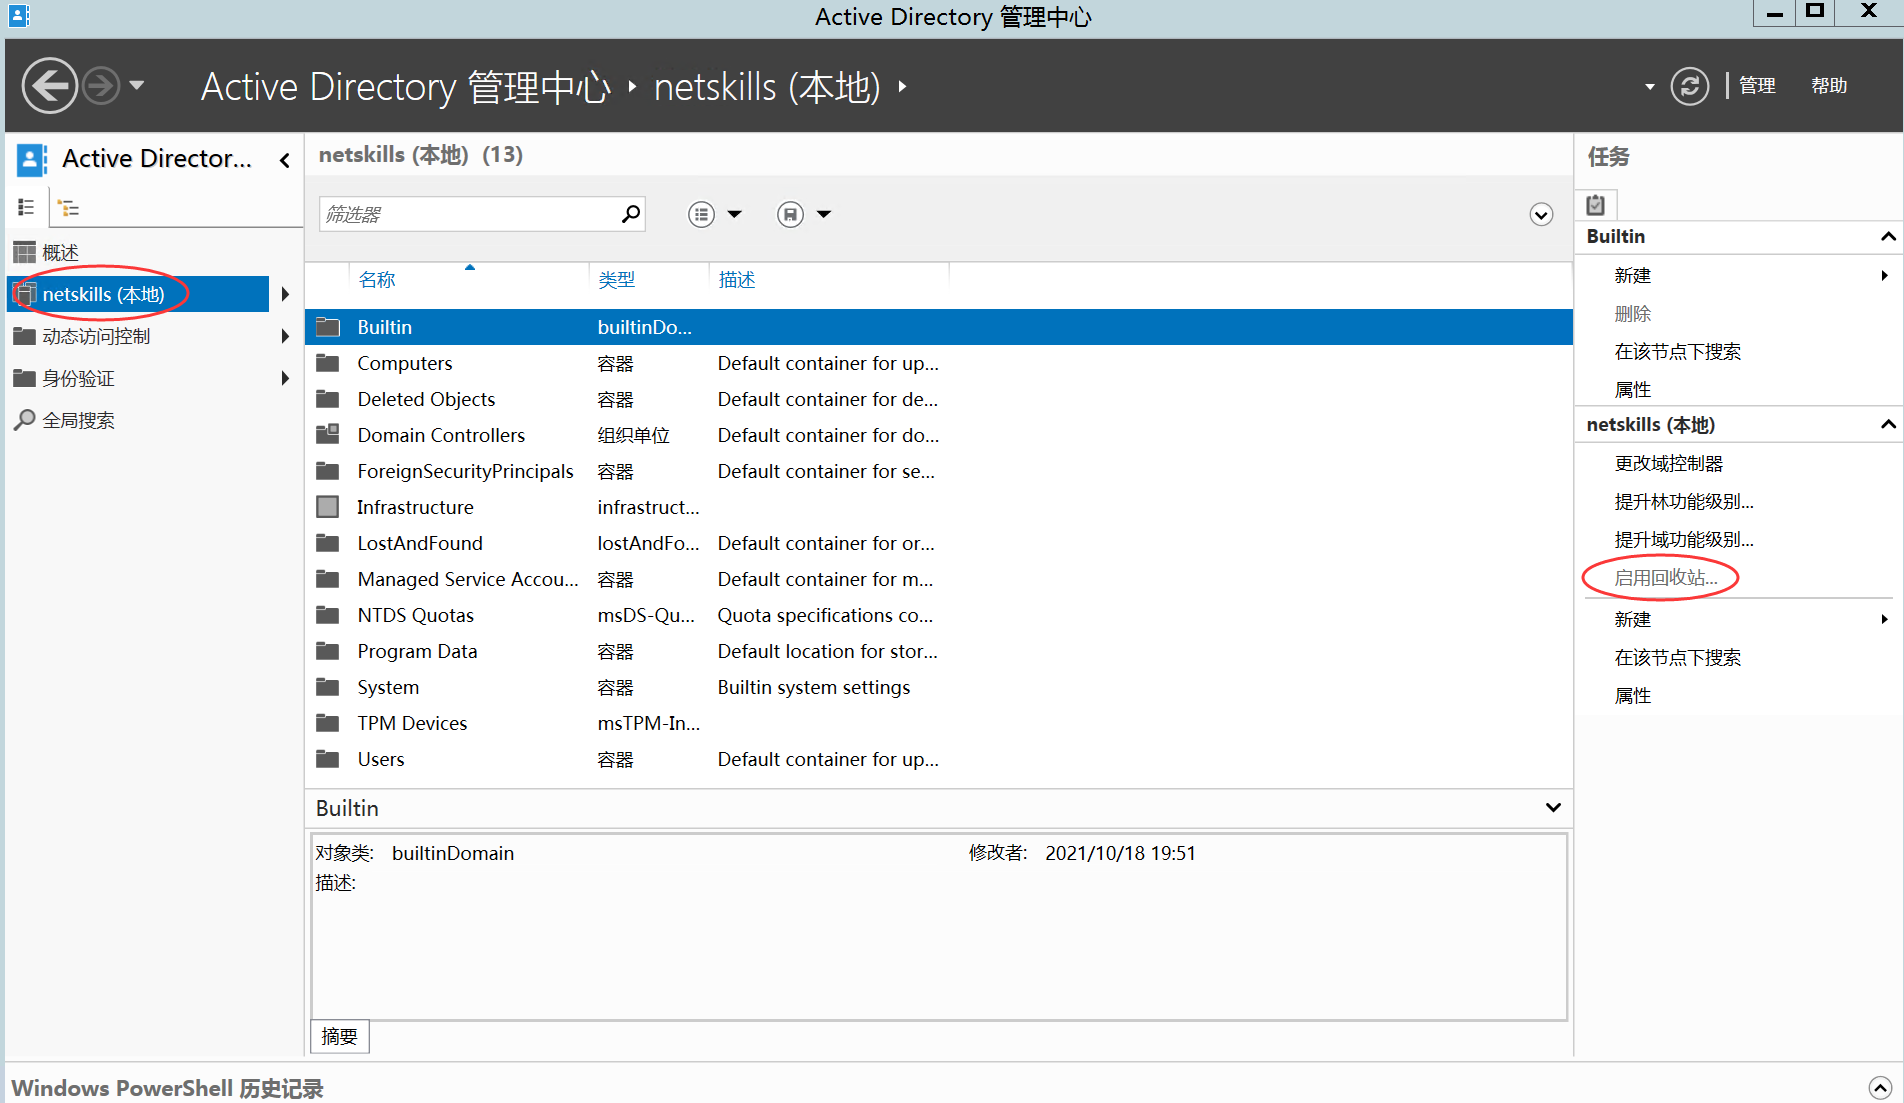 Active Directory 管理中心
Active Directory 管理中心 netskills (本地)
管理 帮助
Active Director...
概述
netskills (本地)
动态访问控制
身份验证
全局搜索
netskills (本地) (13)
筛选器
名称 类型 描述
Builtin builtinDo...
Computers 容器 Default container for up...
Deleted Objects 容器 Default container for de...
Domain Controllers 组织单位 Default container for do...
ForeignSecurityPrincipals 容器 Default container for se...
Infrastructure infrastruct...
LostAndFound lostAndFo... Default container for or...
Managed Service Accou... 容器 Default container for m...
NTDS Quotas msDS-Qu... Quota specifications co...
Program Data 容器 Default location for stor...
System 容器 Builtin system settings
TPM Devices msTPM-In...
Users 容器 Default container for up...
Builtin
对象类: builtinDomain 修改者: 2021/10/18 19:51
描述:
摘要
任务
Builtin
新建
删除
在该节点下搜索
属性
netskills (本地)
更改域控制器
提升林功能级别...
提升域功能级别...
启用回收站...
新建
在该节点下搜索
属性
Windows PowerShell 历史记录